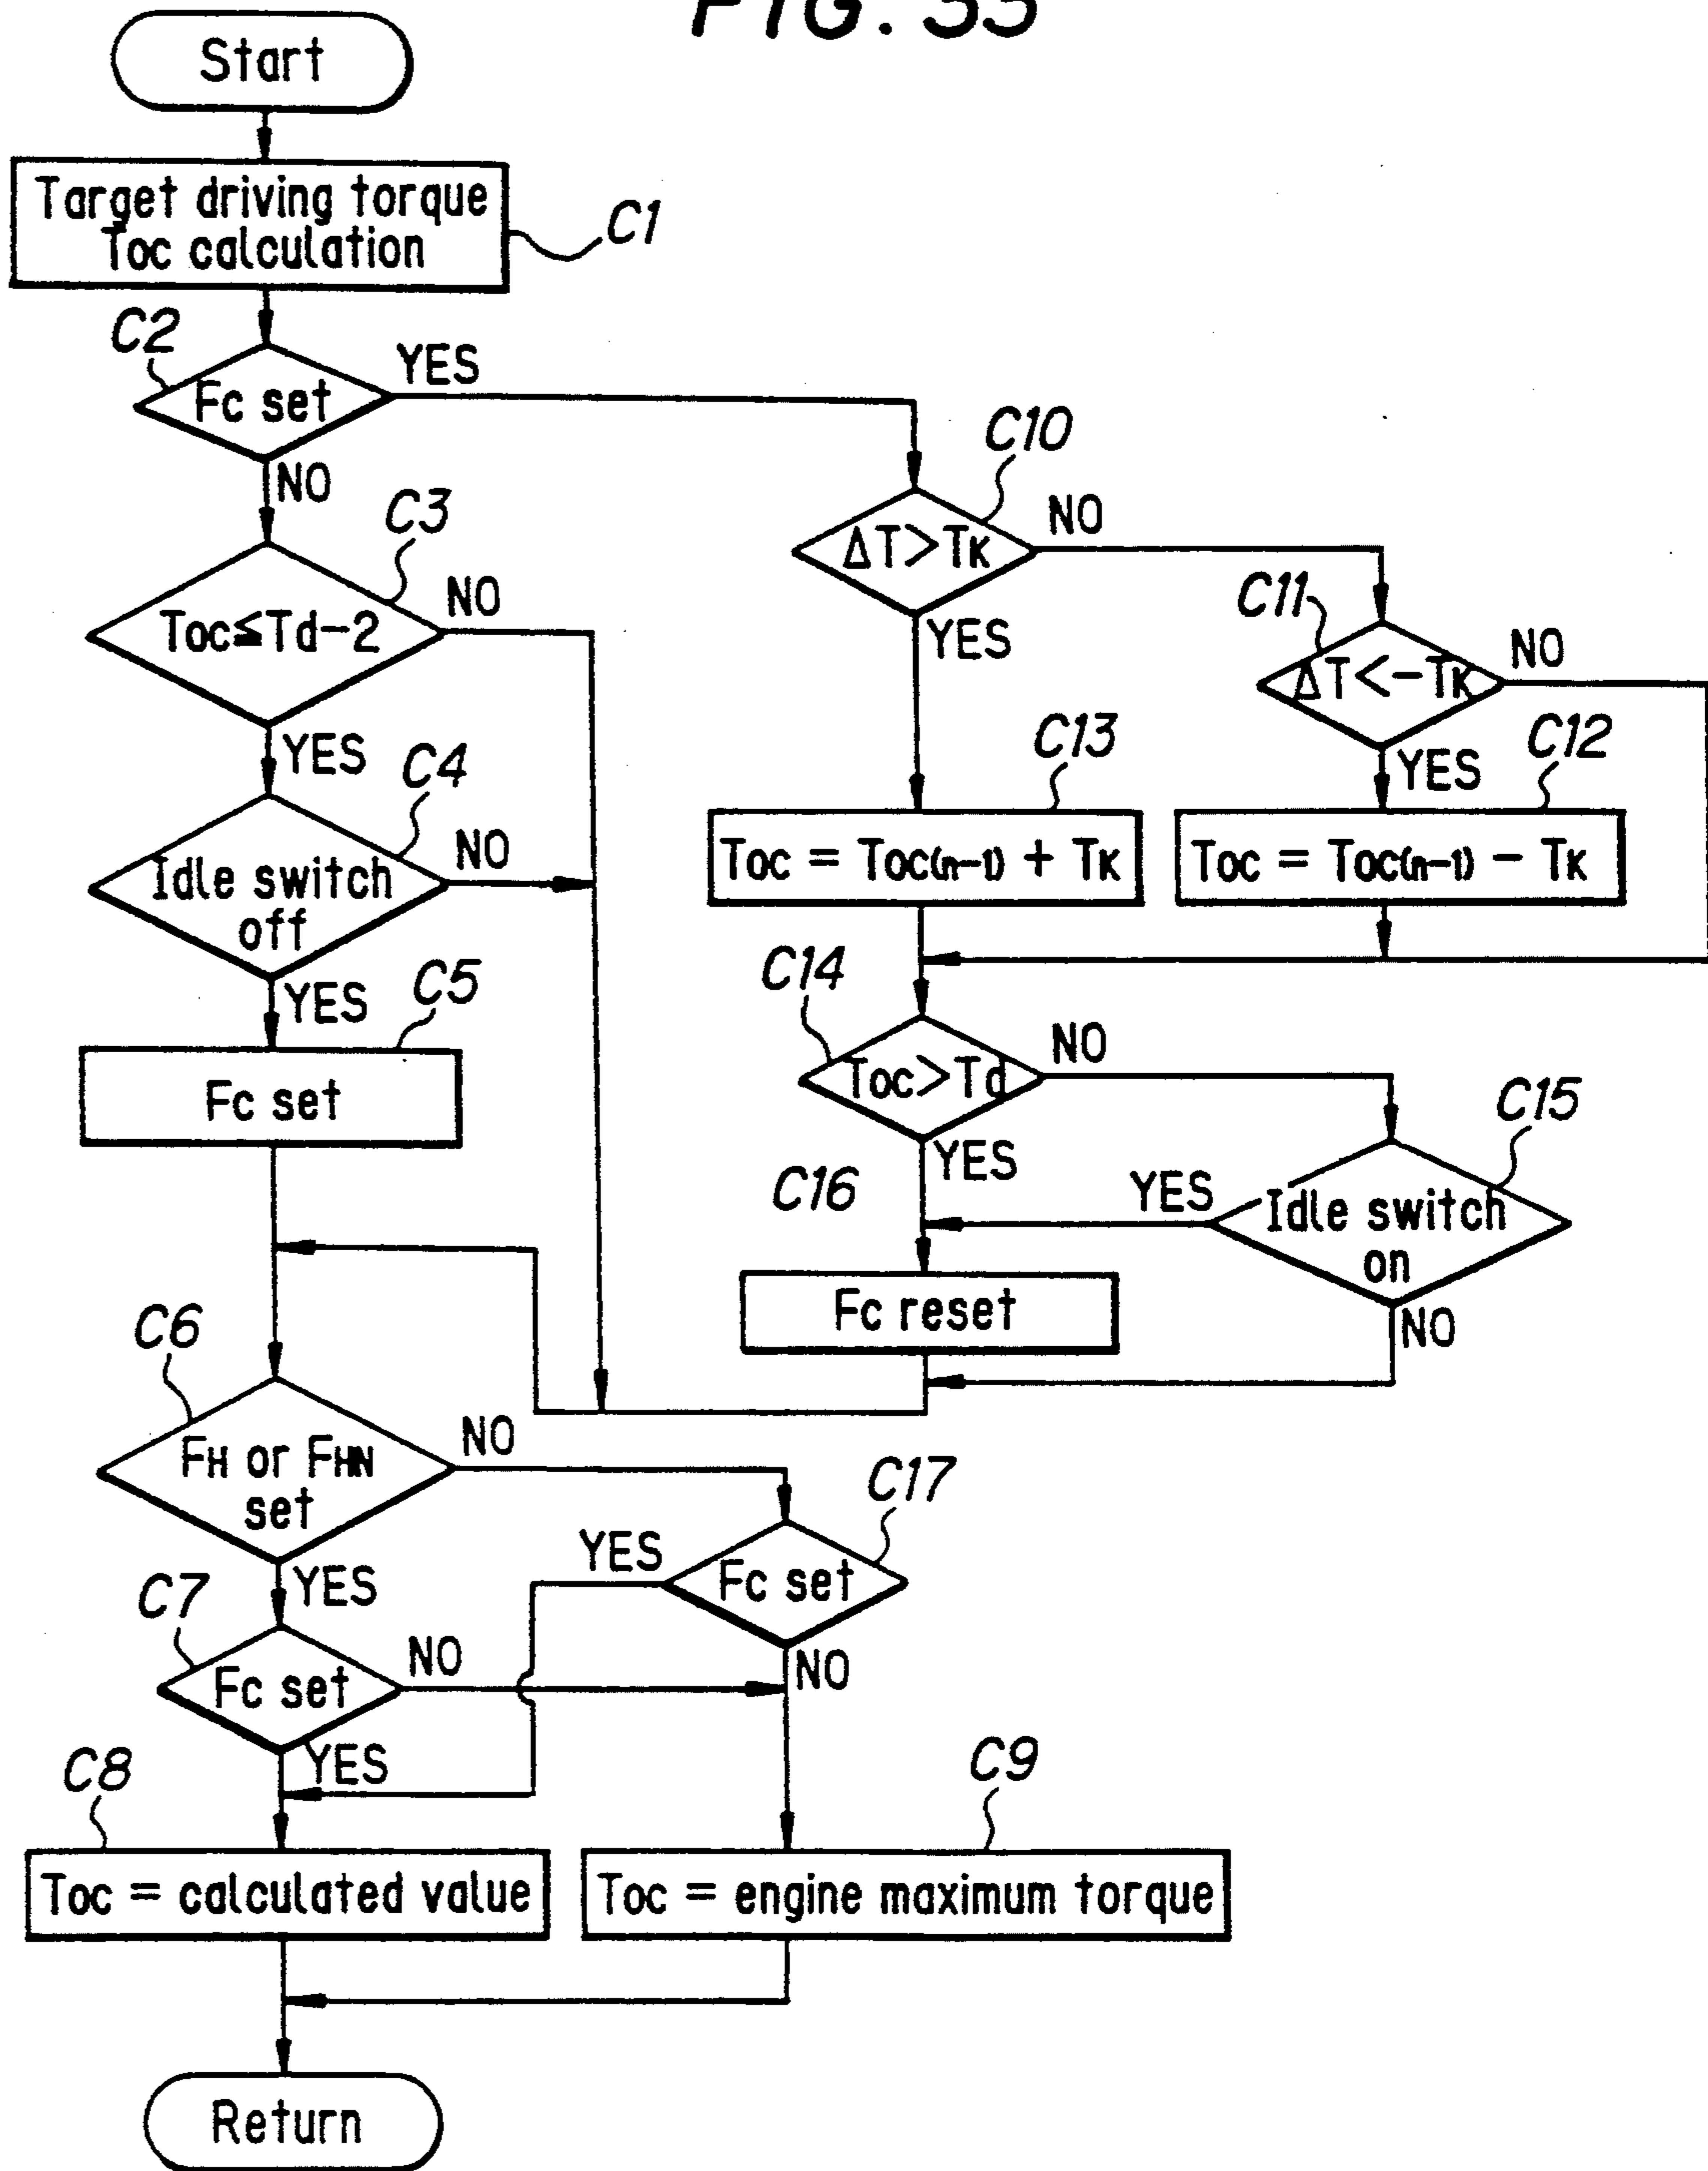 FIG. 33
Start
Target driving torque
Toc calculation
C1
C2
Fc set
YES
NO
C10
ΔT>TK
NO
YES
C3
Toc≦Td-2
NO
YES
C11
ΔT<-TK
NO
YES
C4
Idle switch
off
NO
YES
C13
Toc = Toc(n-1) + TK
C12
Toc = Toc(n-1) - TK
C5
Fc set
C14
Toc>Td
NO
YES
C15
Idle switch
on
YES
NO
C16
Fc reset
C6
FH or FHN
set
NO
YES
C17
Fc set
YES
NO
C7
Fc set
NO
YES
C8
Toc = calculated value
C9
Toc = engine maximum torque
Return